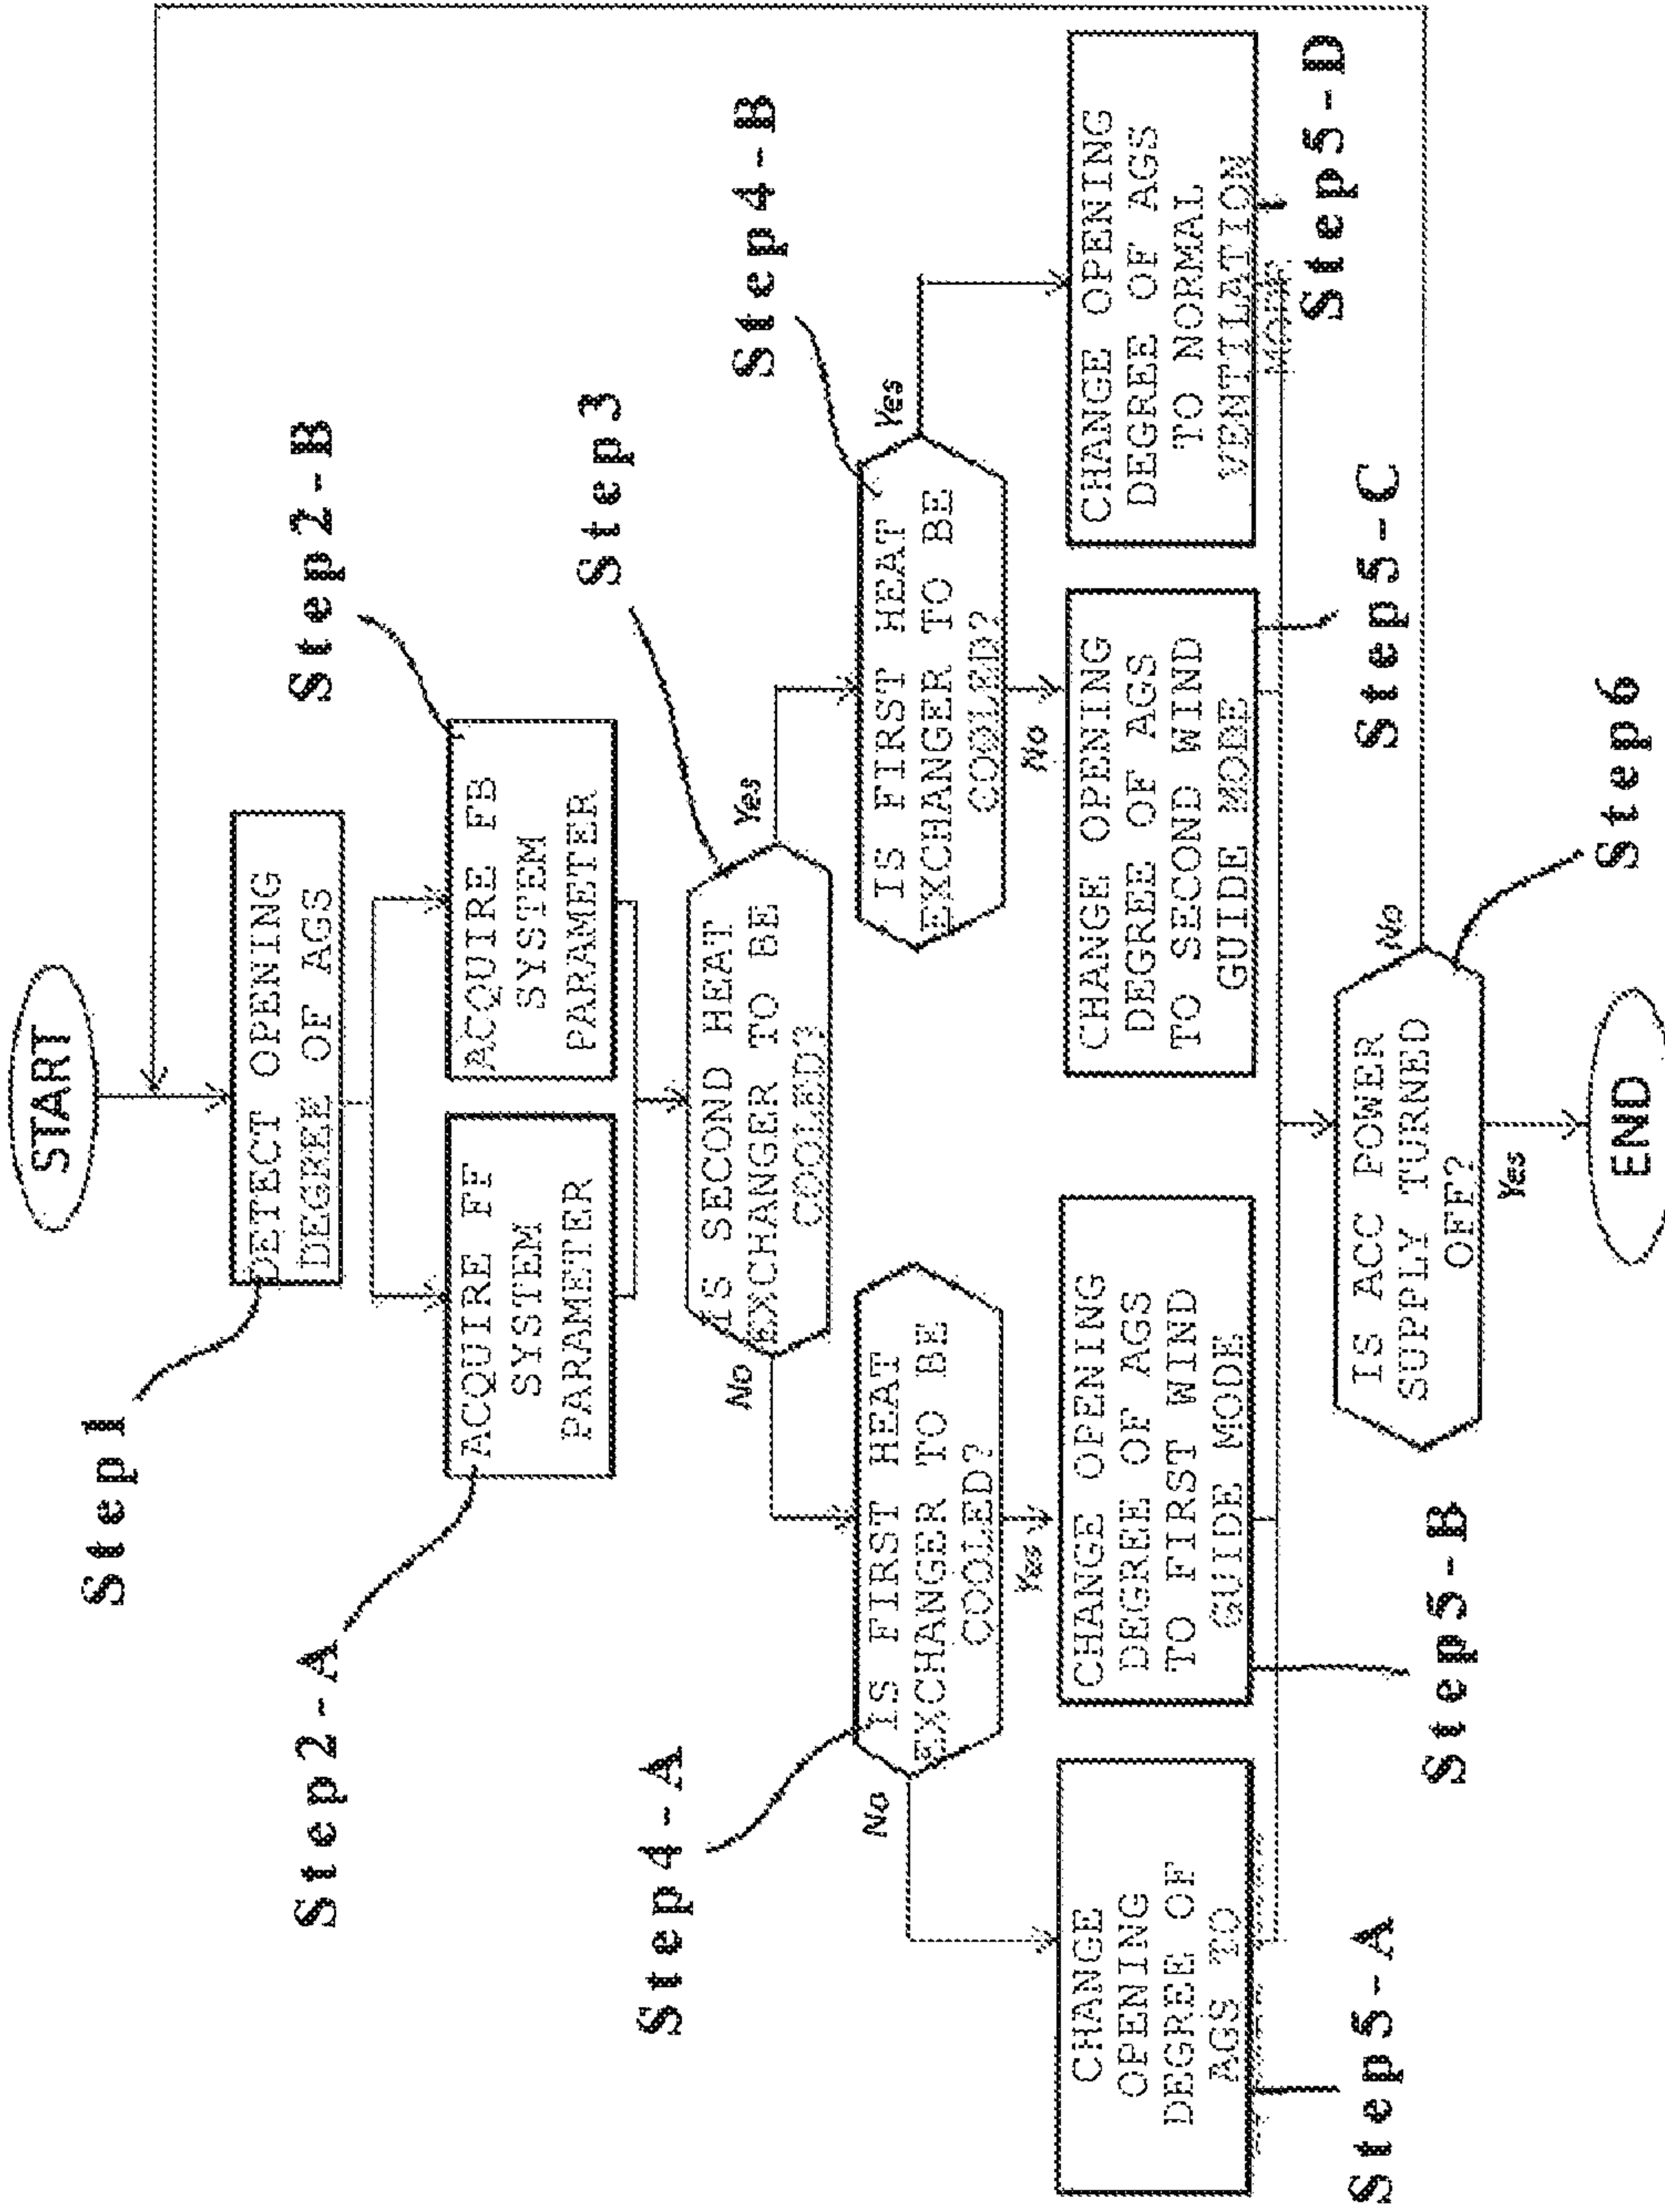 START
Step1
DETECT OPENING
DEGREE OF AGS
Step2-A
ACQUIRE FF
SYSTEM
PARAMETER
Step2-B
ACQUIRE FB
SYSTEM
PARAMETER
Step3
IS SECOND HEAT
EXCHANGER TO BE
COOLED?
No
Yes
Step4-A
IS FIRST HEAT
EXCHANGER TO BE
COOLED?
No
Yes
Step4-B
IS FIRST HEAT
EXCHANGER TO BE
COOLED?
No
Yes
CHANGE
OPENING
DEGREE OF
AGS TO
Step5-A
CHANGE OPENING
DEGREE OF AGS
TO FIRST WIND
GUIDE MODE
Step5-B
CHANGE OPENING
DEGREE OF AGS
TO SECOND WIND
GUIDE MODE
Step5-C
CHANGE OPENING
DEGREE OF AGS
TO NORMAL
VENTILATION
MODE
Step5-D
IS ACC POWER
SUPPLY TURNED
OFF?
No
Yes
Step6
END